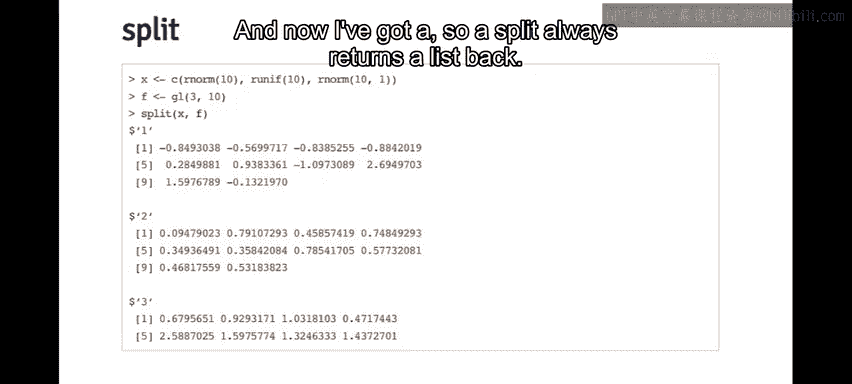 split
And now I've got a, so a split always
returns a list back.
> x <- c(rnorm(10), runif(10), rnorm(10, 1))
> f <- gl(3, 10)
> split(x, f)
$‘1‘
[1] -0.8493038 -0.5699717 -0.8385255 -0.8842019
[5] 0.2849881 0.9383361 -1.0973089 2.6949703
[9] 1.5976789 -0.1321970
$‘2‘
[1] 0.09479023 0.79107293 0.45857419 0.74849293
[5] 0.34936491 0.35842084 0.78541705 0.57732081
[9] 0.46817559 0.53183823
$‘3‘
[1] 0.6795651 0.9293171 1.0318103 0.4717443
[5] 2.5887025 1.5975774 1.3246333 1.4372701